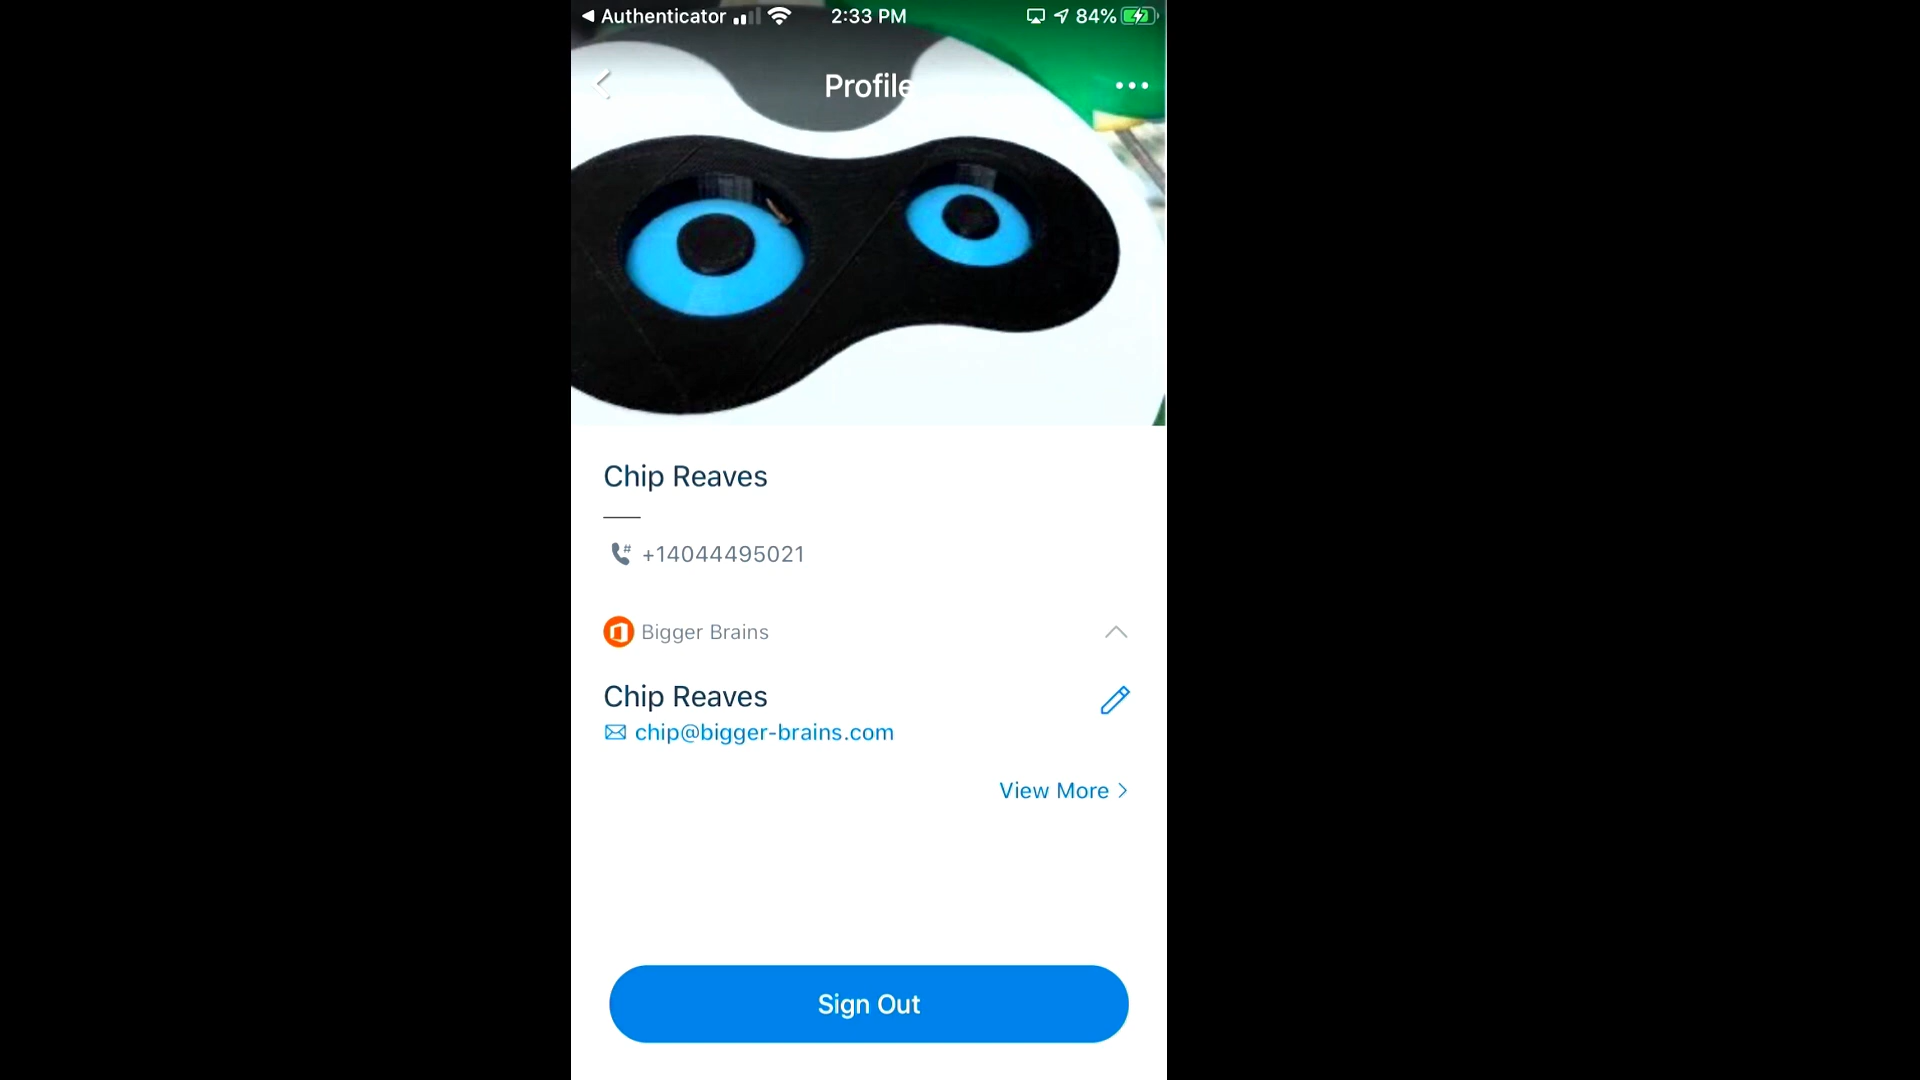 Authenticator 2:33 PM 84%
Profile
Chip Reaves
+14044495021
Bigger Brains
Chip Reaves
chip@bigger-brains.com
View More
Sign Out